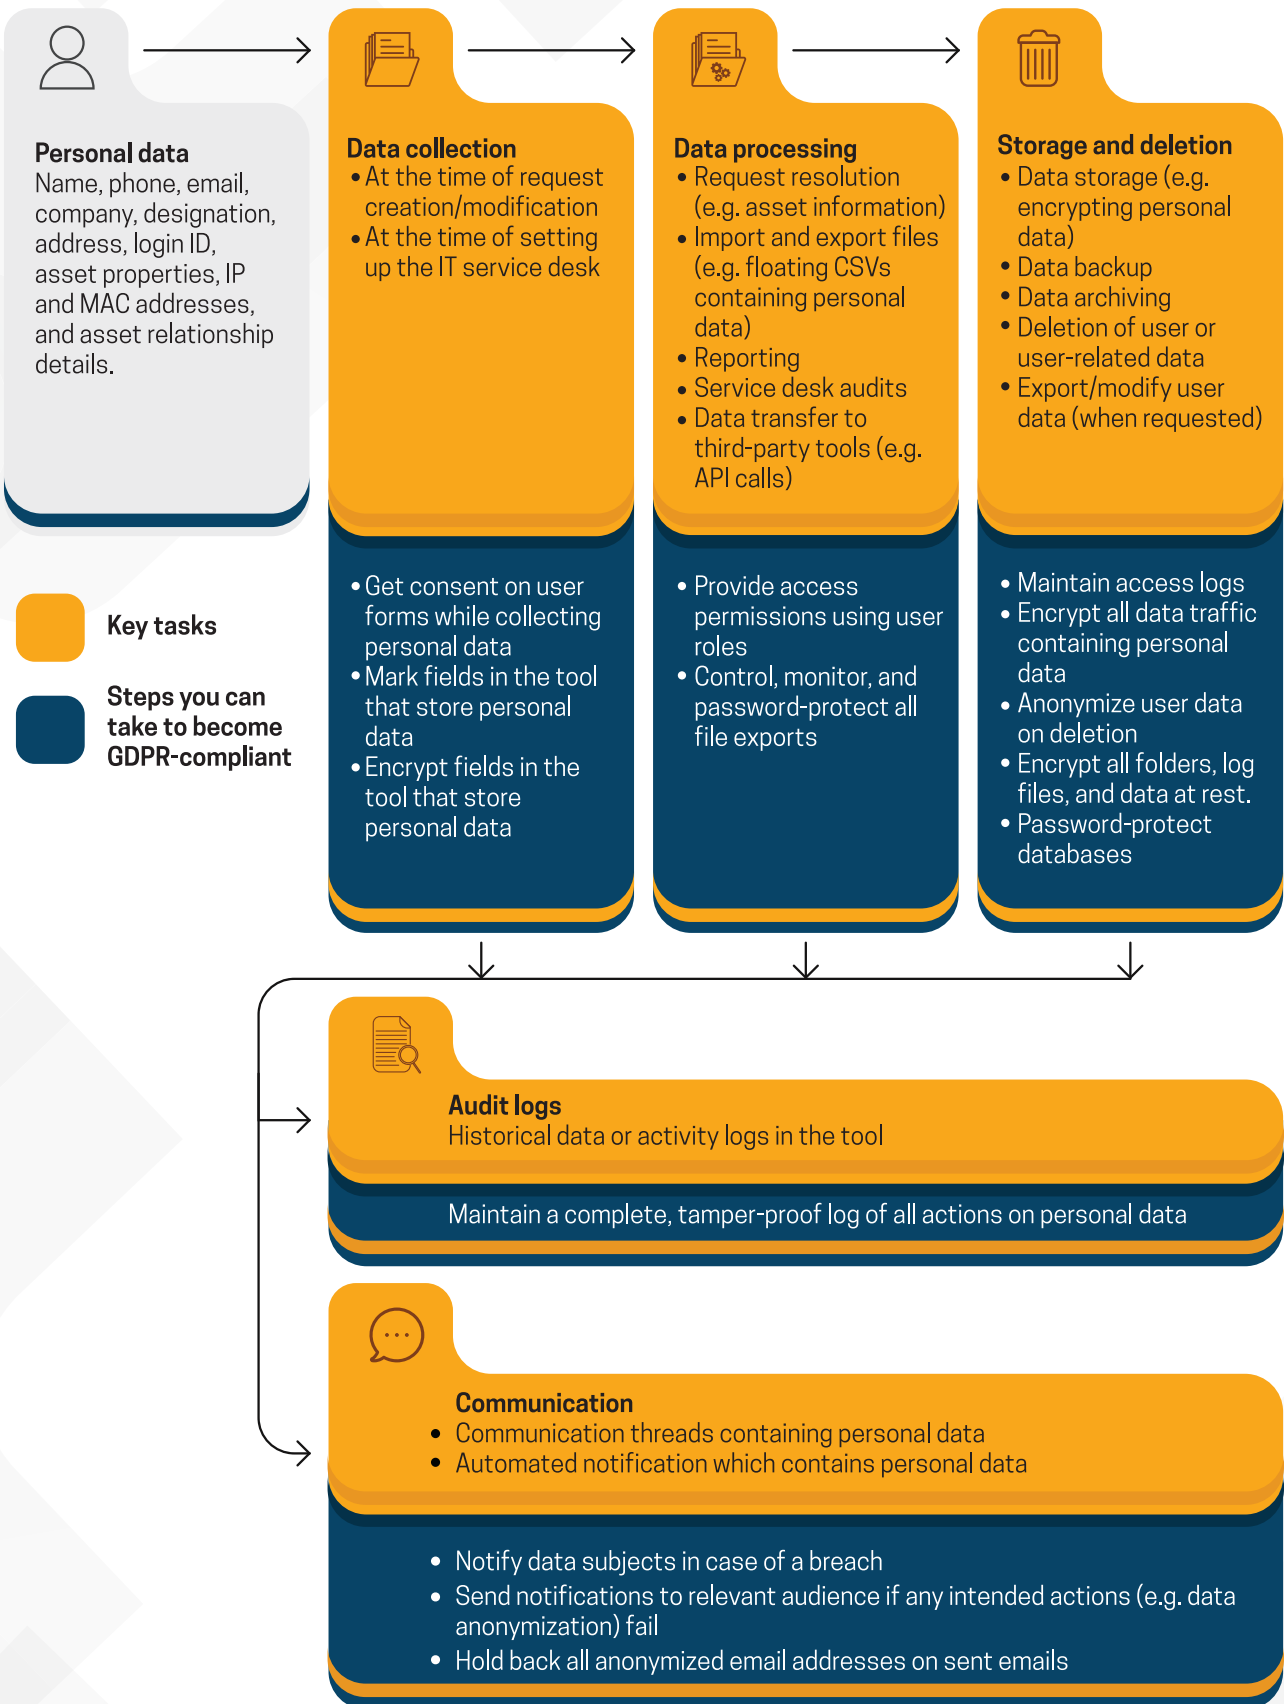 Personal data
Name, phone, email,
company, designation,
address, login ID,
asset properties, IP
and MAC addresses,
and asset relationship
details.
Data collection
• At the time of request
creation/modification
• At the time of setting
up the IT service desk
Data processing
• Request resolution
(e.g. asset information)
• Import and export files
(e.g. floating CSVs
containing personal
data)
• Reporting
• Service desk audits
• Data transfer to
third-party tools (e.g.
API calls)
Storage and deletion
• Data storage (e.g.
encrypting personal
data)
• Data backup
• Data archiving
• Deletion of user or
user-related data
• Export/modify user
data (when requested)
Key tasks
Steps you can
take to become
GDPR-compliant
• Get consent on user
forms while collecting
personal data
• Mark fields in the tool
that store personal
data
• Encrypt fields in the
tool that store
personal data
• Provide access
permissions using user
roles
• Control, monitor, and
password-protect all
file exports
• Maintain access logs
• Encrypt all data traffic
containing personal
data
• Anonymize user data
on deletion
• Encrypt all folders, log
files, and data at rest.
• Password-protect
databases
Audit logs
Historical data or activity logs in the tool
Maintain a complete, tamper-proof log of all actions on personal data
Communication
• Communication threads containing personal data
• Automated notification which contains personal data
• Notify data subjects in case of a breach
• Send notifications to relevant audience if any intended actions (e.g. data
anonymization) fail
• Hold back all anonymized email addresses on sent emails